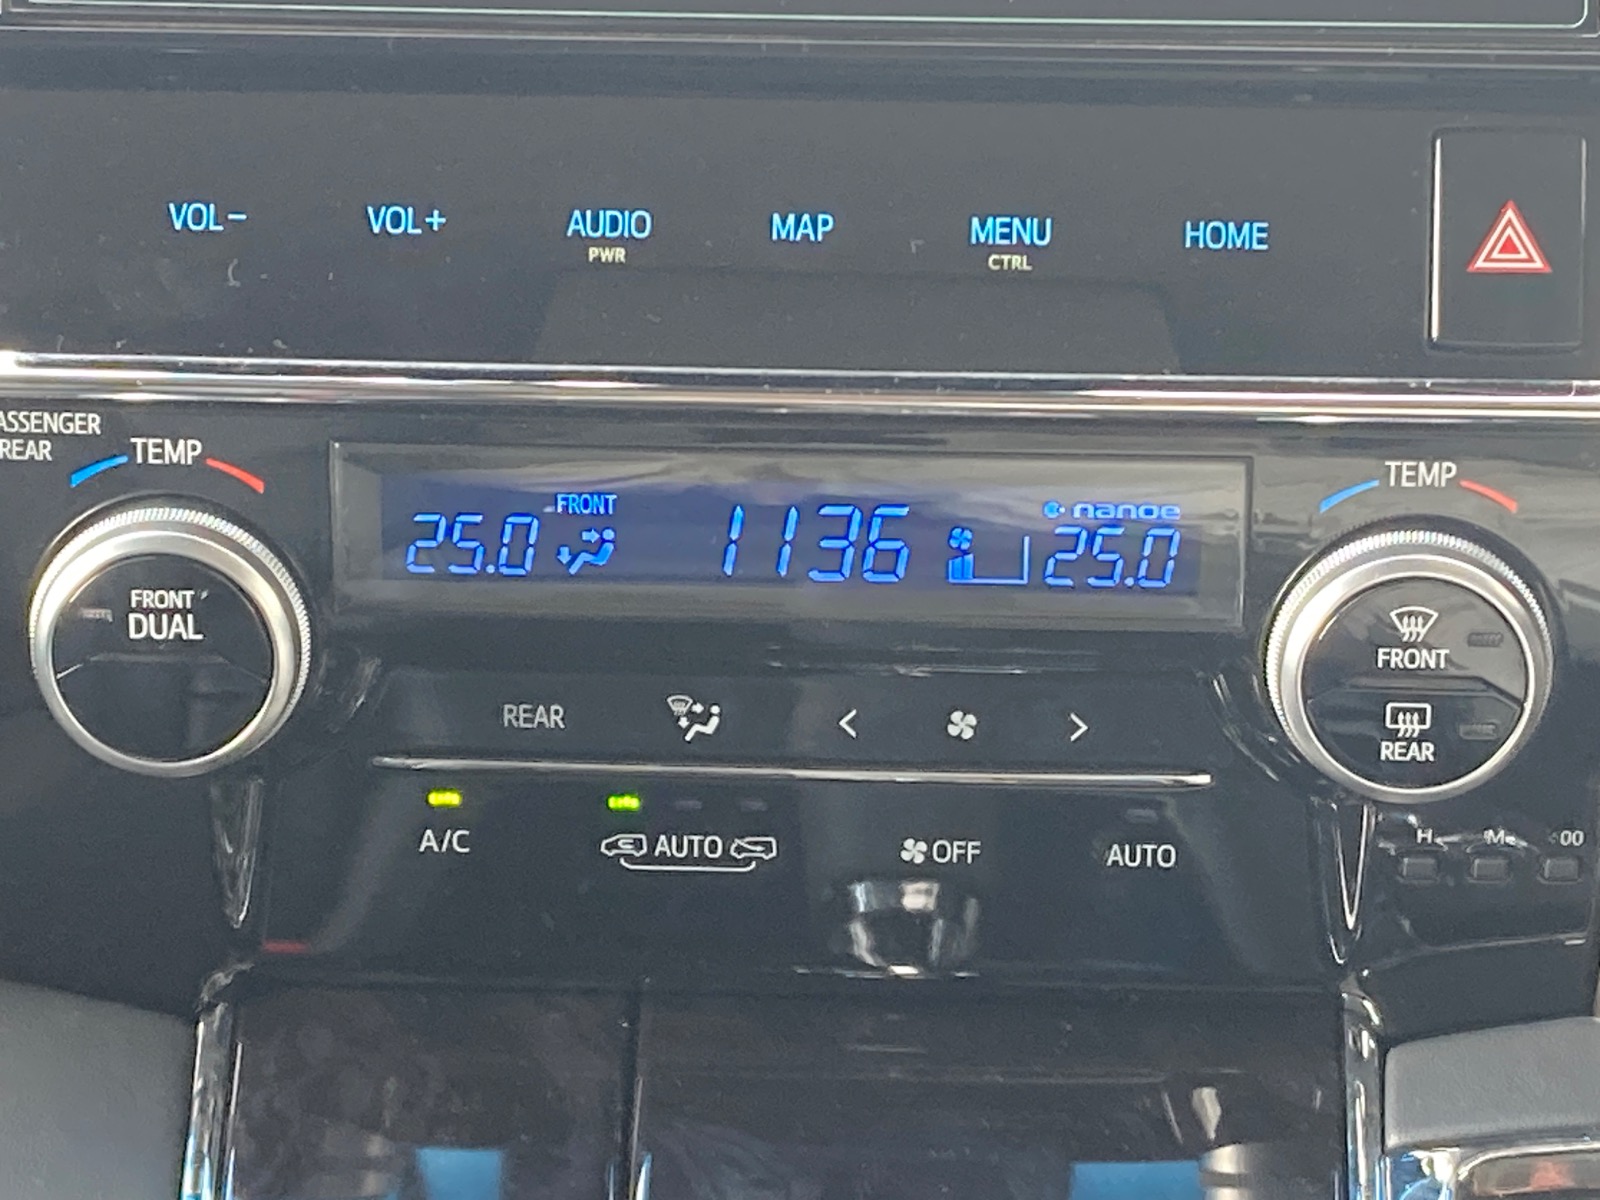 VOL- VOL+ AUDIO MAP MENU HOME
PWR CTRL
ASSENGER
REAR
TEMP
FRONT
25.0 1136 nanoe 25.0
TEMP
FRONT
DUAL
FRONT
REAR
REAR
A/C AUTO OFF AUTO
H M :00